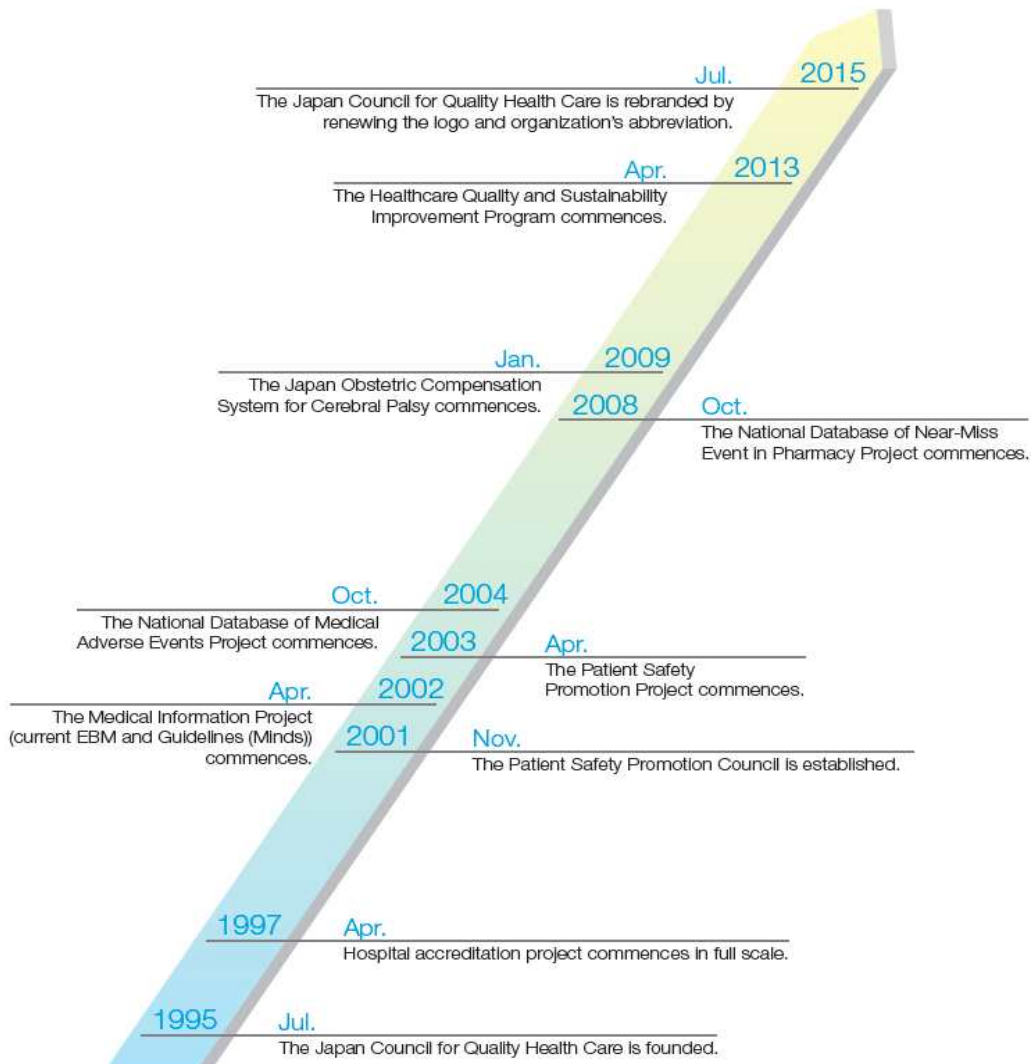 Jul. 2015
The Japan Council for Quality Health Care is rebranded by
renewing the logo and organization's abbreviation.
Apr. 2013
The Healthcare Quality and Sustainability
Improvement Program commences.
Jan. 2009
The Japan Obstetric Compensation
System for Cerebral Palsy commences.
2008 Oct.
The National Database of Near-Miss
Event in Pharmacy Project commences.
Oct. 2004
The National Database of Medical
Adverse Events Project commences.
2003 Apr.
The Patient Safety
Promotion Project commences.
Apr. 2002
The Medical Information Project
(current EBM and Guidelines (Minds))
commences.
2001 Nov.
The Patient Safety Promotion Council is established.
1997 Apr.
Hospital accreditation project commences in full scale.
1995 Jul.
The Japan Council for Quality Health Care is founded.